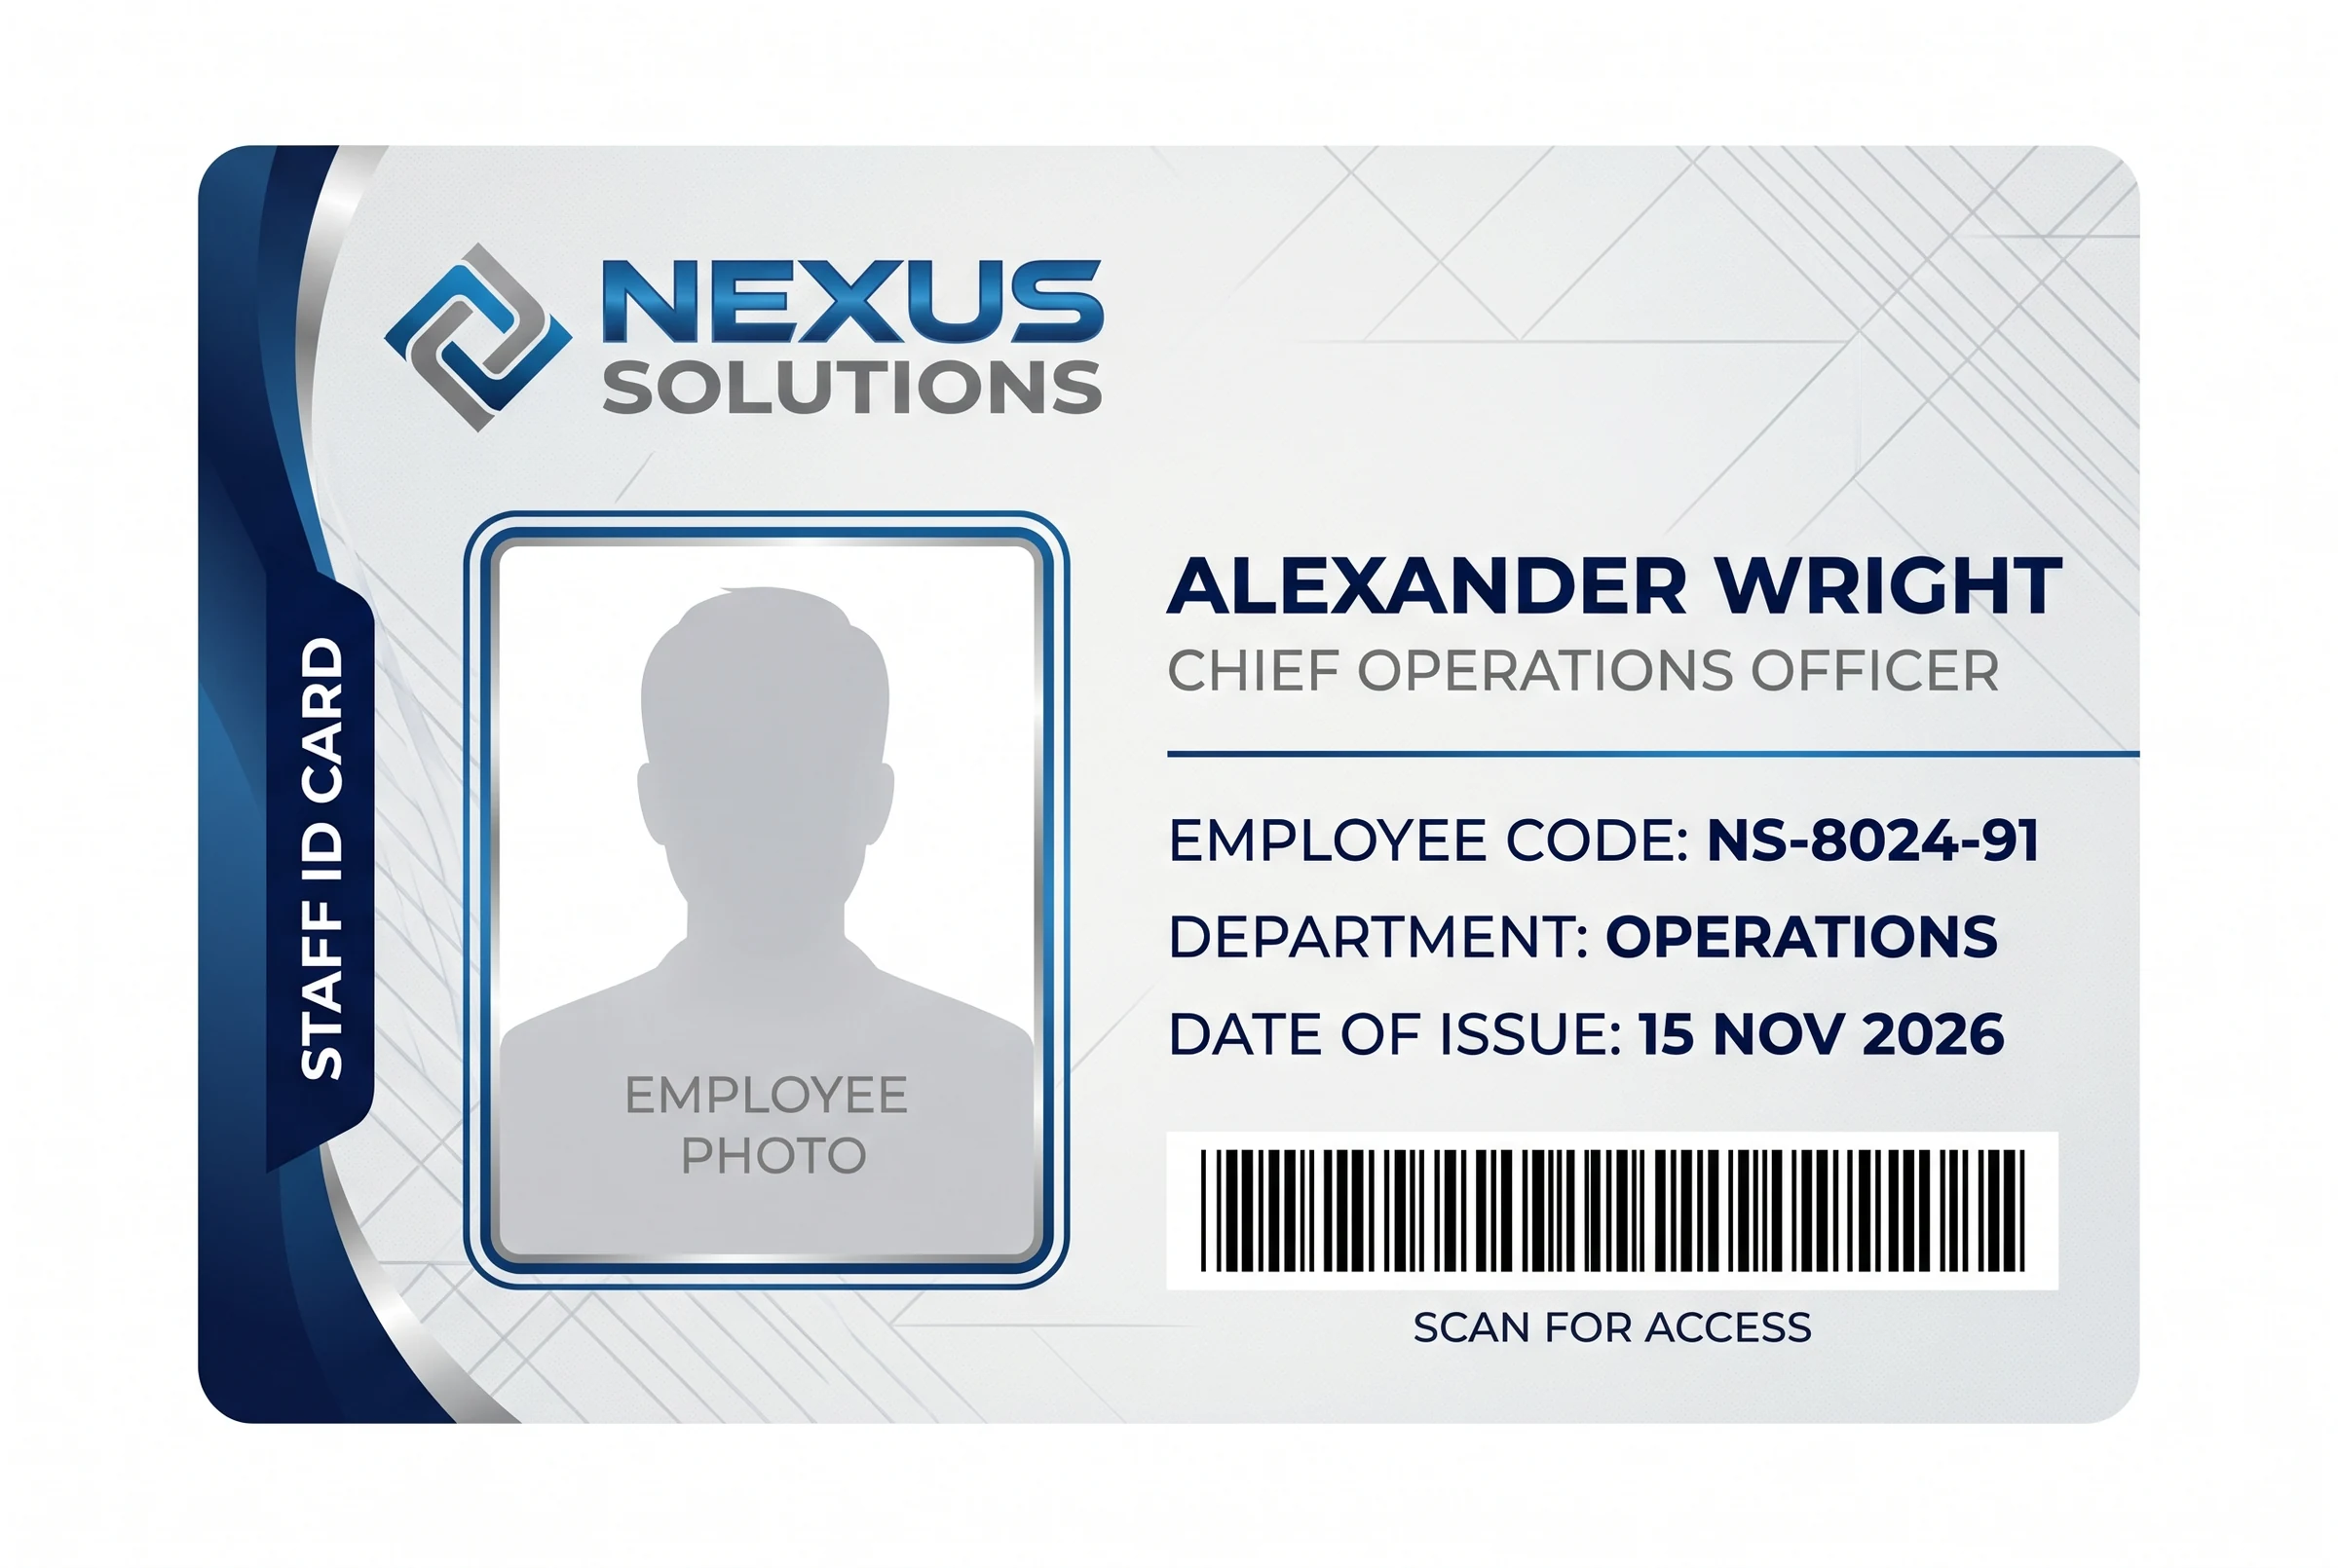 NEXUS
SOLUTIONS
STAFF ID CARD
EMPLOYEE
PHOTO
ALEXANDER WRIGHT
CHIEF OPERATIONS OFFICER
EMPLOYEE CODE: NS-8024-91
DEPARTMENT: OPERATIONS
DATE OF ISSUE: 15 NOV 2026
SCAN FOR ACCESS